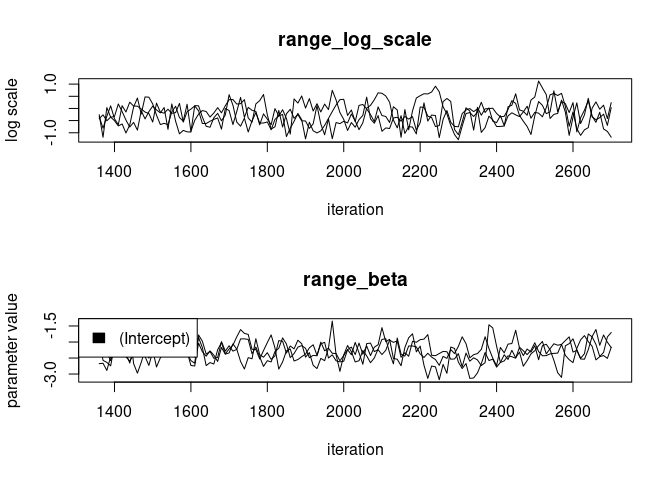 range_log_scale
log scale
1.0
-1.0
1400 1600 1800 2000 2200 2400 2600
iteration
range_beta
parameter value
-1.5
-3.0
(Intercept)
1400 1600 1800 2000 2200 2400 2600
iteration